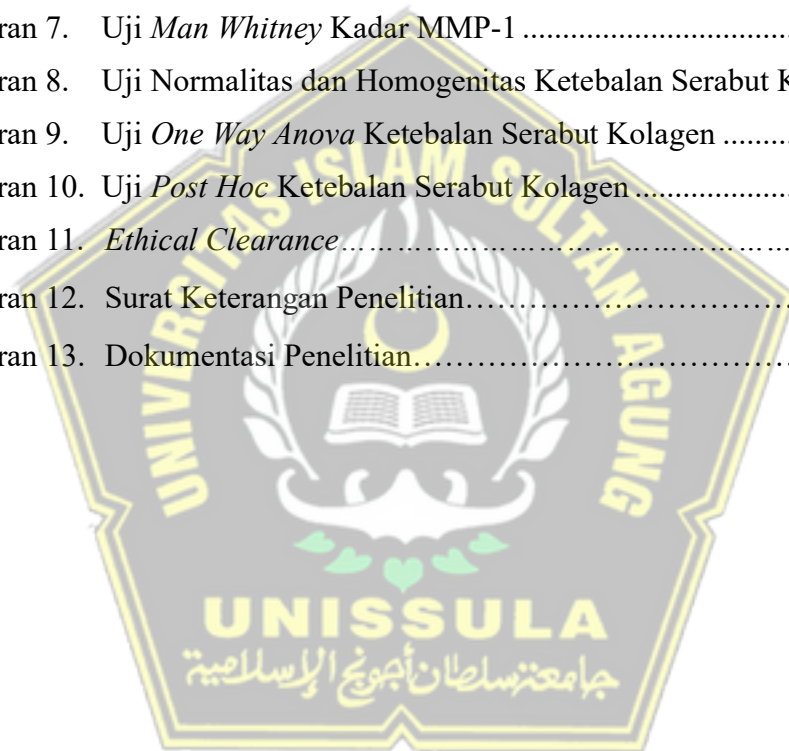 ran 7. Uji Man Whitney Kadar MMP-1 ........................................
ran 8. Uji Normalitas dan Homogenitas Ketebalan Serabut K
ran 9. Uji One Way Anova Ketebalan Serabut Kolagen ..........
ran 10. Uji Post Hoc Ketebalan Serabut Kolagen ......................
ran 11. Ethical Clearance……………………………………………
ran 12. Surat Keterangan Penelitian………………………………
ran 13. Dokumentasi Penelitian……………………………………
UNIVERSITAS ISLAM SULTAN AGUNG
UNISSULA
جامعة سلطان أجونج الإسلامية